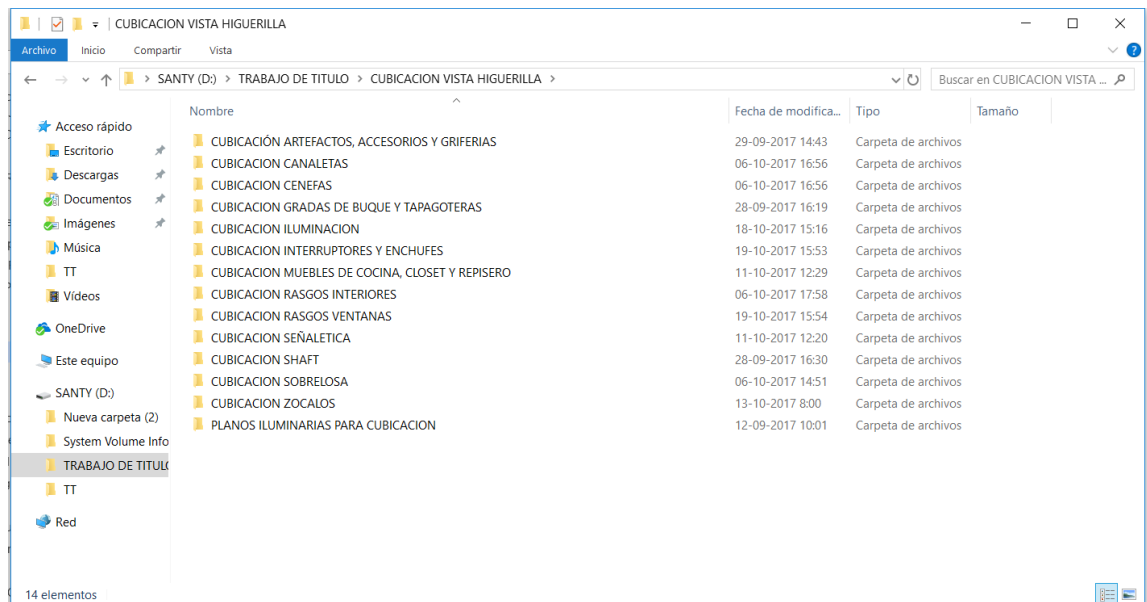 CUBICACION VISTA HIGUERILLA
Archivo Inicio Compartir Vista
SANTY (D:) > TRABAJO DE TITULO > CUBICACION VISTA HIGUERILLA > Buscar en CUBICACION VISTA ...
Nombre Fecha de modifica... Tipo Tamaño
Acceso rápido
Escritorio
Descargas
Documentos
Imágenes
Música
TT
Vídeos
OneDrive
Este equipo
SANTY (D:)
Nueva carpeta (2)
System Volume Info
TRABAJO DE TITUL
TT
Red
CUBICACIÓN ARTEFACTOS, ACCESORIOS Y GRIFERIAS 29-09-2017 14:43 Carpeta de archivos
CUBICACION CANALETAS 06-10-2017 16:56 Carpeta de archivos
CUBICACION CENEFAS 06-10-2017 16:56 Carpeta de archivos
CUBICACION GRADAS DE BUQUE Y TAPAGOTERAS 28-09-2017 16:19 Carpeta de archivos
CUBICACION ILUMINACION 18-10-2017 15:16 Carpeta de archivos
CUBICACION INTERRUPTORES Y ENCHUFES 19-10-2017 15:53 Carpeta de archivos
CUBICACION MUEBLES DE COCINA, CLOSET Y REPISERO 11-10-2017 12:29 Carpeta de archivos
CUBICACION RASGOS INTERIORES 06-10-2017 17:58 Carpeta de archivos
CUBICACION RASGOS VENTANAS 19-10-2017 15:54 Carpeta de archivos
CUBICACION SEÑALETICA 11-10-2017 12:20 Carpeta de archivos
CUBICACION SHAFT 28-09-2017 16:30 Carpeta de archivos
CUBICACION SOBRELOSA 06-10-2017 14:51 Carpeta de archivos
CUBICACION ZOCALOS 13-10-2017 8:00 Carpeta de archivos
PLANOS ILUMINARIAS PARA CUBICACION 12-09-2017 10:01 Carpeta de archivos
14 elementos